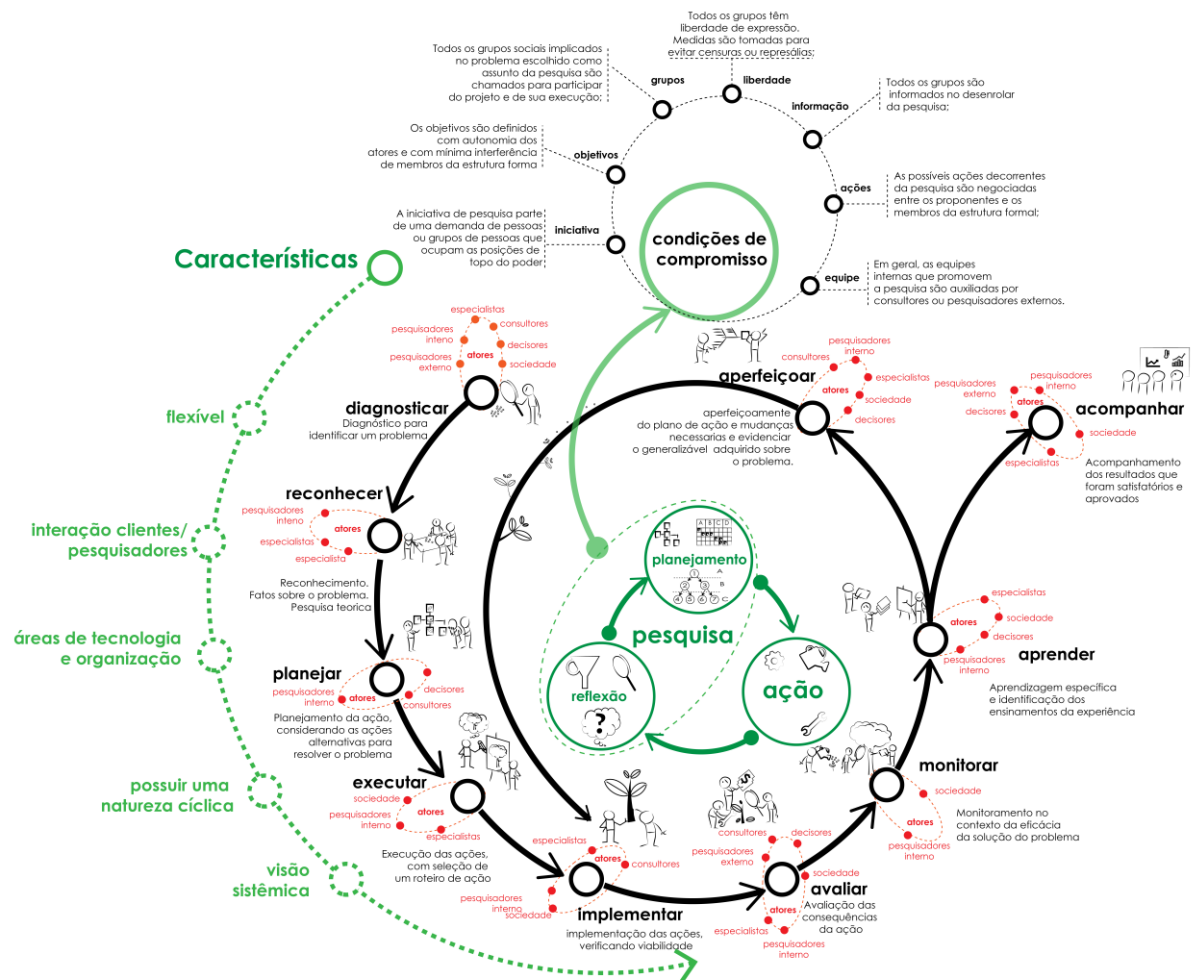 Todos os grupos têm
liberdade de expressão.
Medidas são tomadas para
evitar censuras ou represálias;
liberdade
Todos os grupos sociais implicados
no problema escolhido como
assunto da pesquisa são
chamados para participar
do projeto e de sua execução;
grupos
Todos os grupos são
informados no desenrolar
da pesquisa;
informação
Os objetivos são definidos
com autonomia dos
atores e com mínima interferência
de membros da estrutura forma
objetivos
As possíveis ações decorrentes
da pesquisa são negociadas
entre os proponentes e os
membros da estrutura formal;
ações
A iniciativa de pesquisa parte
de uma demanda de pessoas
ou grupos de pessoas que
ocupam as posições de
topo do poder
iniciativa
condições de
compromisso
equipe
Em geral, as equipes
internas que promovem
a pesquisa são auxiliadas por
consultores ou pesquisadores externos.
Características
flexível
interação clientes/
pesquisadores
áreas de tecnologia
e organização
possuir uma
natureza cíclica
visão
sistêmica
especialistas
pesquisadores
inteno
consultores
decisores
atores
pesquisadores
externo
sociedade
diagnosticar
Diagnóstico para
identificar um problema
reconhecer
pesquisadores
inteno
atores
especialistas
especialista
Reconhecimento.
Fatos sobre o problema.
Pesquisa teorica
planejar
pesquisadores
interno
atores
decisores
consultores
Planejamento da ação,
considerando as ações
alternativas para
resolver o problema
executar
sociedade
pesquisadores
interno
atores
especialistas
Execução das ações,
com seleção de
um roteiro de ação
especialistas
atores
consultores
pesquisadores
interno
sociedade
implementar
implementação das ações,
verificando viabilidade
consultores
decisores
pesquisadores
externo
sociedade
atores
especialistas
pesquisadores
interno
avaliar
Avaliação das
consequências
da ação
monitorar
sociedade
atores
pesquisadores
interno
Monitoramento no
contexto da eficácia
da solução do problema
especialistas
atores
sociedade
decisores
pesquisadores
interno
aprender
Aprendizagem específica
e identificação dos
ensinamentos da experiência
aperfeiçoar
consultores
pesquisadores
interno
especialistas
atores
sociedade
decisores
aperfeiçoamente
do plano de ação e mudanças
necessarias e evidenciar
o generalizável adquirido sobre
o problema.
pesquisadores
interno
pesquisadores
externo
atores
decisores
sociedade
especialistas
acompanhar
Acompanhamento
dos resultados que
foram satisfatórios e
aprovados
A B C D
planejamento
1
A
2 3
B
4 5 6 7
C
pesquisa
reflexão
?
ação
$